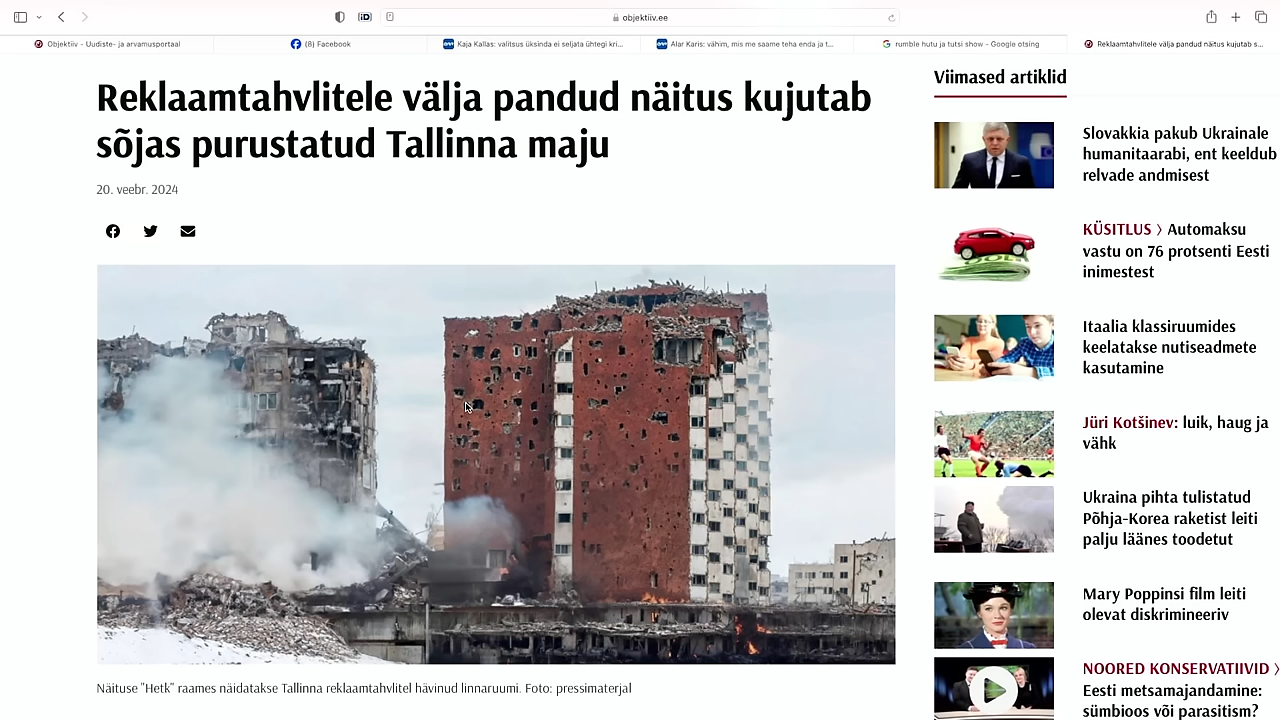 objektiiv.ee
Objektiiv - Uudiste- ja arvamusportaal
(8) Facebook
Kaja Kallas: valitsus üksinda ei seljata ühtegi kri...
Alar Karis: vähim, mis me saame teha enda ja t...
rumble hutu ja tutsi show - Google otsing
Reklaamtahvlitele välja pandud näitus kujutab s...
Reklaamtahvlitele välja pandud näitus kujutab
sõjas purustatud Tallinna maju
20. veebr. 2024
Näituse "Hetk" raames näidatakse Tallinna reklaamtahvlitel hävinud linnaruumi. Foto: pressimaterjal
Viimased artiklid
Slovakkia pakub Ukrainale
humanitaarabi, ent keeldub
relvade andmisest
KÜSITLUS 〉 Automaksu
vastu on 76 protsenti Eesti
inimestest
Itaalia klassiruumides
keelatakse nutiseadmete
kasutamine
Jüri Kotšinev: luik, haug ja
vähk
Ukraina pihta tulistatud
Põhja-Korea raketist leiti
palju läänes toodetut
Mary Poppinsi film leiti
olevat diskrimineeriv
NOORED KONSERVATIIVID 〉
Eesti metsamajandamine:
sümbioos või parasitism?